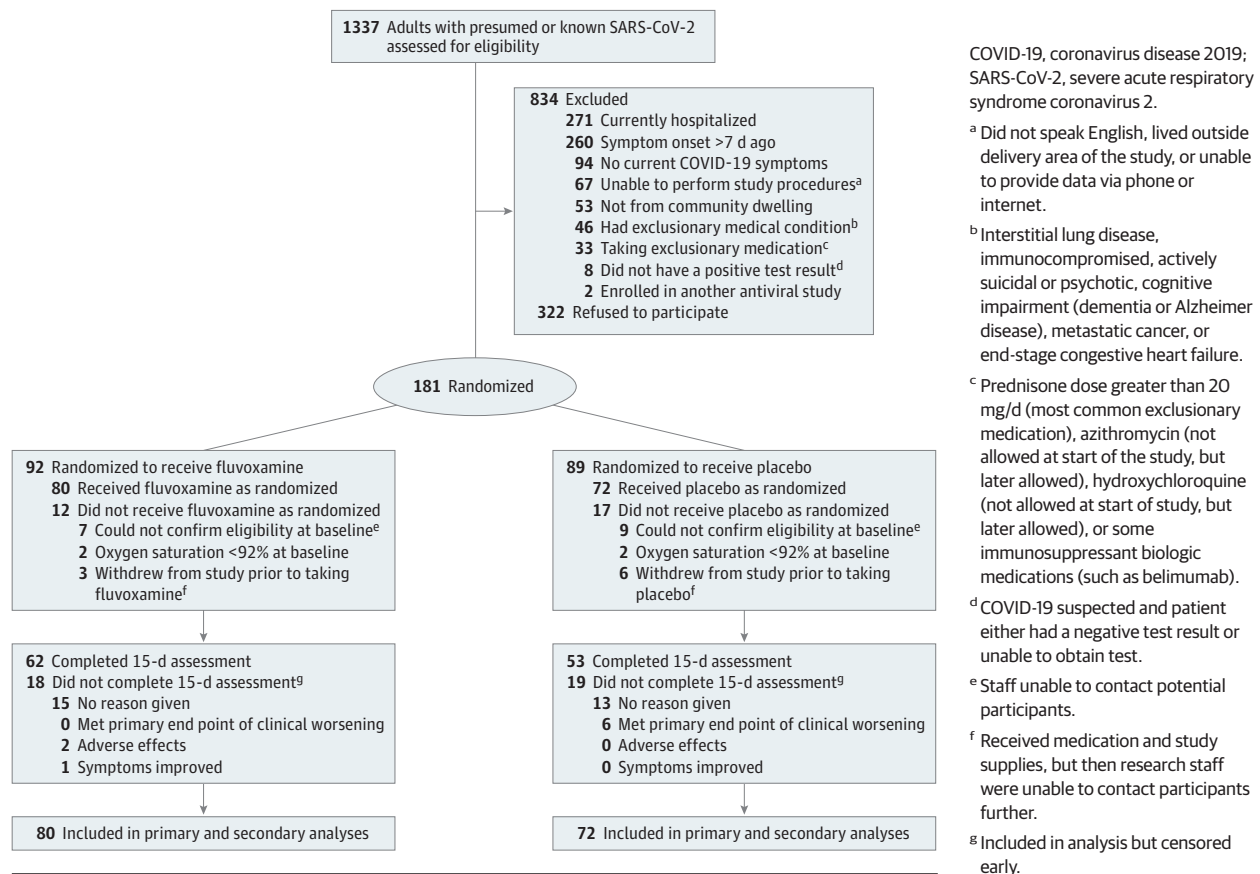 1337 Adults with presumed or known SARS-CoV-2
assessed for eligibility
834 Excluded
271 Currently hospitalized
260 Symptom onset >7 d ago
94 No current COVID-19 symptoms
67 Unable to perform study procedures^a
53 Not from community dwelling
46 Had exclusionary medical condition^b
33 Taking exclusionary medication^c
8 Did not have a positive test result^d
2 Enrolled in another antiviral study
322 Refused to participate
181 Randomized
92 Randomized to receive fluvoxamine
80 Received fluvoxamine as randomized
12 Did not receive fluvoxamine as randomized
7 Could not confirm eligibility at baseline^e
2 Oxygen saturation <92% at baseline
3 Withdrew from study prior to taking
fluvoxamine^f
89 Randomized to receive placebo
72 Received placebo as randomized
17 Did not receive placebo as randomized
9 Could not confirm eligibility at baseline^e
2 Oxygen saturation <92% at baseline
6 Withdrew from study prior to taking
placebo^f
62 Completed 15-d assessment
18 Did not complete 15-d assessment^g
15 No reason given
0 Met primary end point of clinical worsening
2 Adverse effects
1 Symptoms improved
53 Completed 15-d assessment
19 Did not complete 15-d assessment^g
13 No reason given
6 Met primary end point of clinical worsening
0 Adverse effects
0 Symptoms improved
80 Included in primary and secondary analyses
72 Included in primary and secondary analyses
COVID-19, coronavirus disease 2019;
SARS-CoV-2, severe acute respiratory
syndrome coronavirus 2.
a Did not speak English, lived outside
delivery area of the study, or unable
to provide data via phone or
internet.
b Interstitial lung disease,
immunocompromised, actively
suicidal or psychotic, cognitive
impairment (dementia or Alzheimer
disease), metastatic cancer, or
end-stage congestive heart failure.
c Prednisone dose greater than 20
mg/d (most common exclusionary
medication), azithromycin (not
allowed at start of the study, but
later allowed), hydroxychloroquine
(not allowed at start of study, but
later allowed), or some
immunosuppressant biologic
medications (such as belimumab).
d COVID-19 suspected and patient
either had a negative test result or
unable to obtain test.
e Staff unable to contact potential
participants.
f Received medication and study
supplies, but then research staff
were unable to contact participants
further.
g Included in analysis but censored
early.